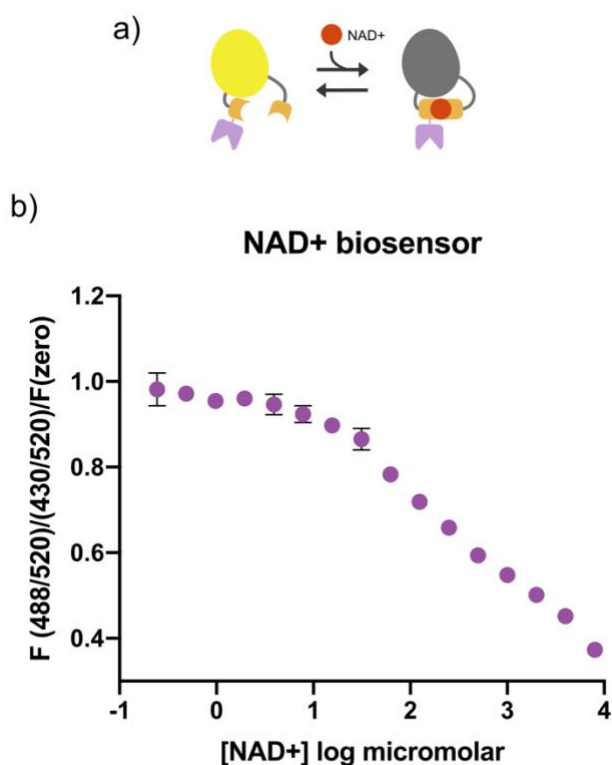 a)
NAD+
b)
NAD+ biosensor
F (488/520)/(430/520)/F(zero)
1.2
1.0
0.8
0.6
0.4
-1 0 1 2 3 4
[NAD+] log micromolar